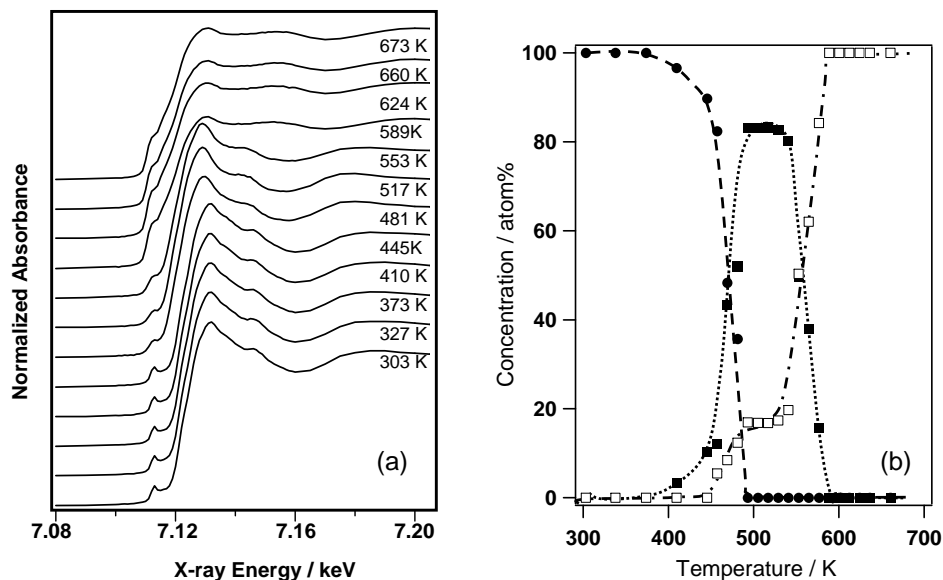 Normalized Absorbance
673 K
660 K
624 K
589K
553 K
517 K
481 K
445K
410 K
373 K
327 K
303 K
(a)
7.08 7.12 7.16 7.20
X-ray Energy / keV
Concentration / atom%
100
80
60
40
20
0
(b)
300 400 500 600 700
Temperature / K